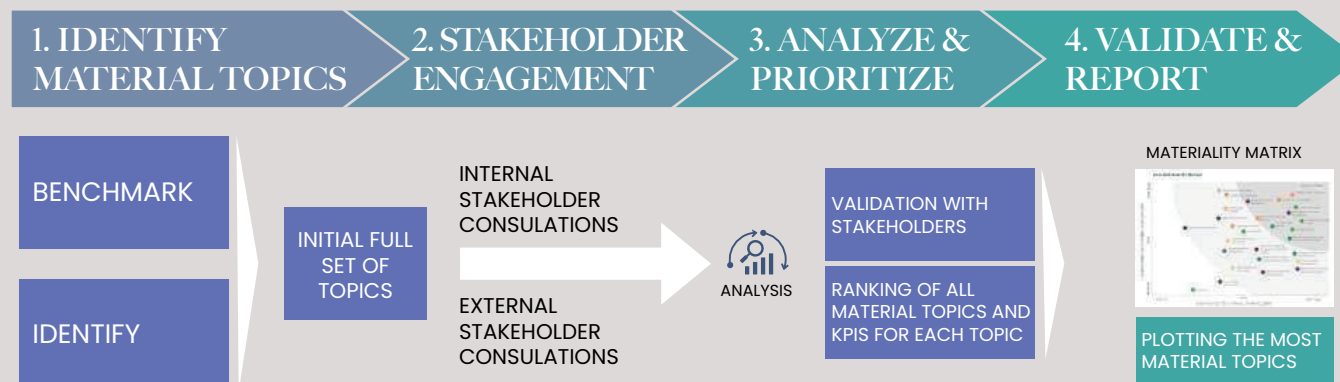 1. IDENTIFY
MATERIAL TOPICS
2. STAKEHOLDER
ENGAGEMENT
3. ANALYZE &
PRIORITIZE
4. VALIDATE &
REPORT
BENCHMARK
IDENTIFY
INITIAL FULL
SET OF
TOPICS
INTERNAL
STAKEHOLDER
CONSULATIONS
EXTERNAL
STAKEHOLDER
CONSULATIONS
ANALYSIS
VALIDATION WITH
STAKEHOLDERS
RANKING OF ALL
MATERIAL TOPICS AND
KPIS FOR EACH TOPIC
MATERIALITY MATRIX
PLOTTING THE MOST
MATERIAL TOPICS